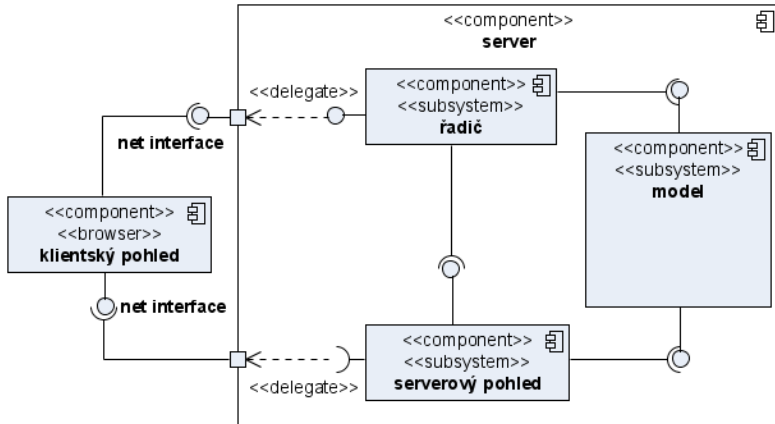 <<component>>
server
<<delegate>>
<<component>>
<<subsystem>>
řadič
net interface
<<component>>
<<subsystem>>
model
<<component>>
<<browser>>
klientský pohled
net interface
<<component>>
<<subsystem>>
serverový pohled
<<delegate>>